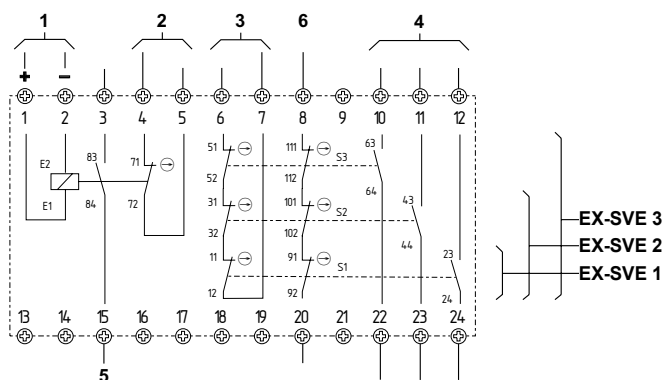 1 2 3 6 4
+ −
1 2 3 4 5 6 7 8 9 10 11 12
51 111 63
83 71
E2 S3
52 112 64
E1 84 72 31 101 43
S2
32 102 44
11 91 23
S1
12 92 24
EX-SVE 3
EX-SVE 2
EX-SVE 1
13 14 15 16 17 18 19 20 21 22 23 24
5